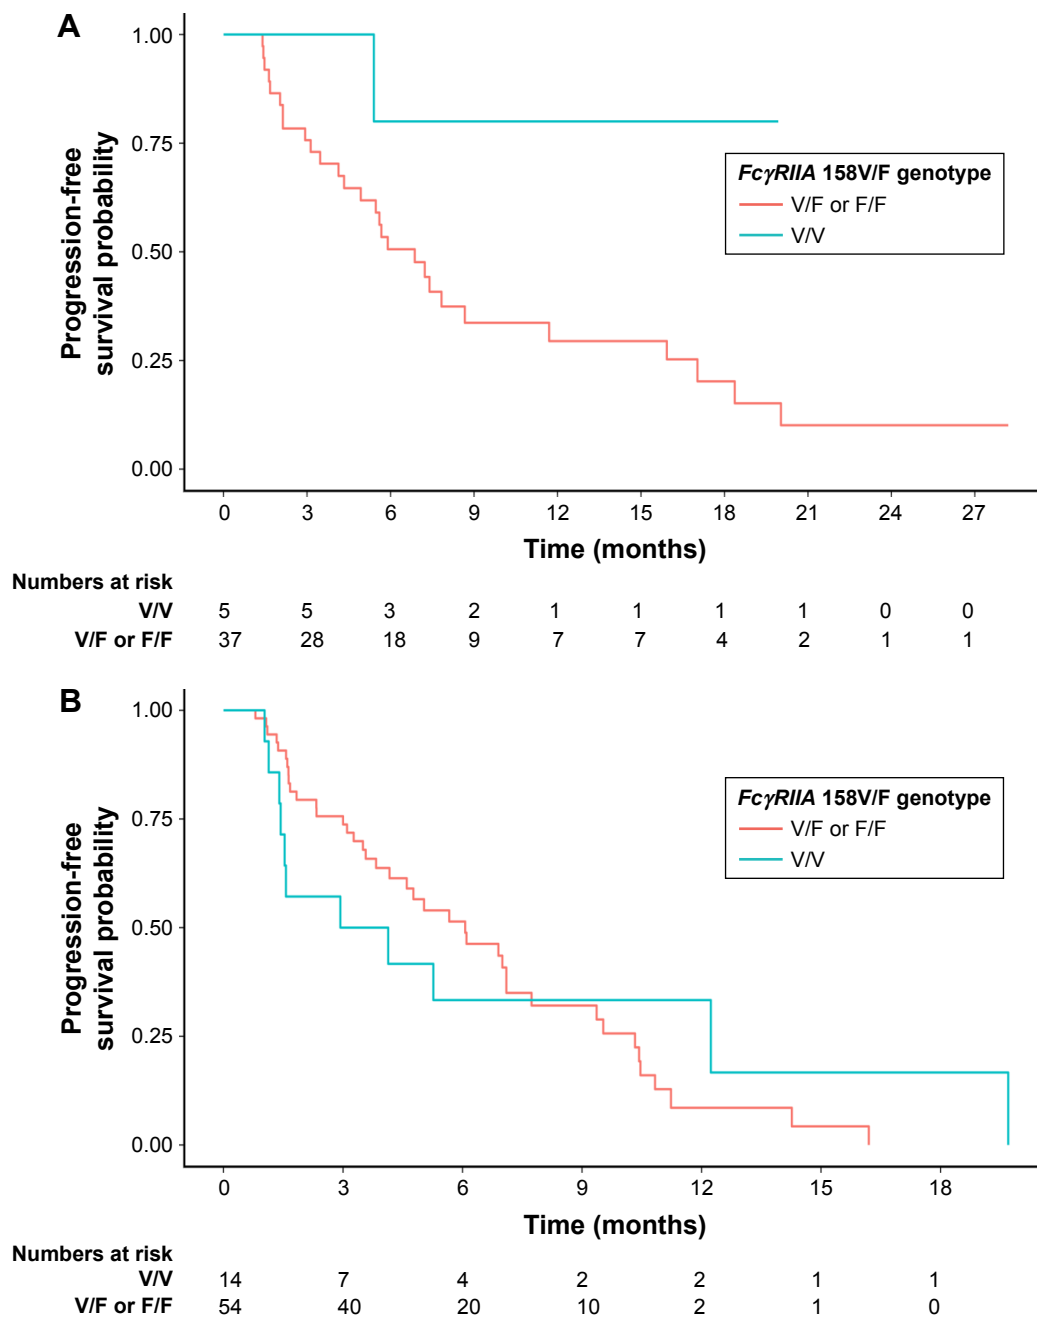 A
1.00
0.75
0.50
0.25
0.00
Progression-free
survival probability
FcγRIIA 158V/F genotype
V/F or F/F
V/V
0 3 6 9 12 15 18 21 24 27
Time (months)
Numbers at risk
V/V 5 5 3 2 1 1 1 1 0 0
V/F or F/F 37 28 18 9 7 7 4 2 1 1
B
1.00
0.75
0.50
0.25
0.00
Progression-free
survival probability
FcγRIIA 158V/F genotype
V/F or F/F
V/V
0 3 6 9 12 15 18
Time (months)
Numbers at risk
V/V 14 7 4 2 2 1 1
V/F or F/F 54 40 20 10 2 1 0